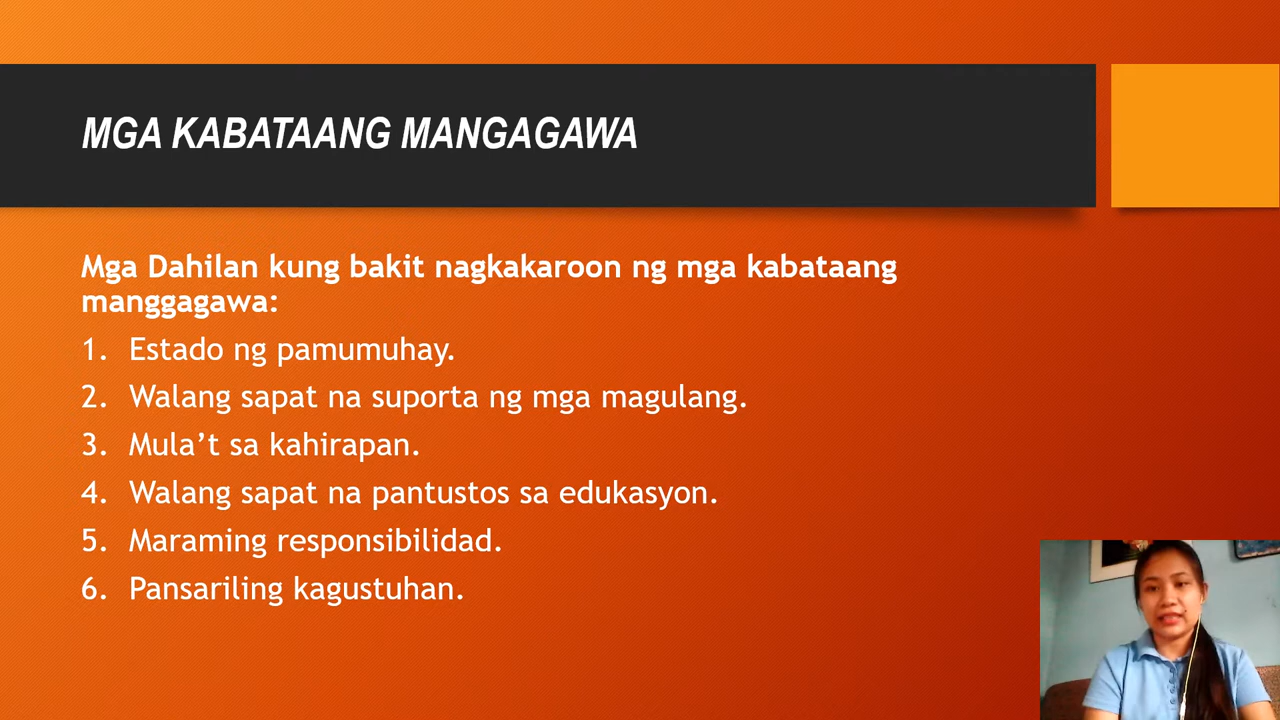 MGA KABATAANG MANGAGAWA
Mga Dahilan kung bakit nagkakaroon ng mga kabataang
manggagawa:
1. Estado ng pamumuhay.
2. Walang sapat na suporta ng mga magulang.
3. Mula’t sa kahirapan.
4. Walang sapat na pantustos sa edukasyon.
5. Maraming responsibilidad.
6. Pansariling kagustuhan.